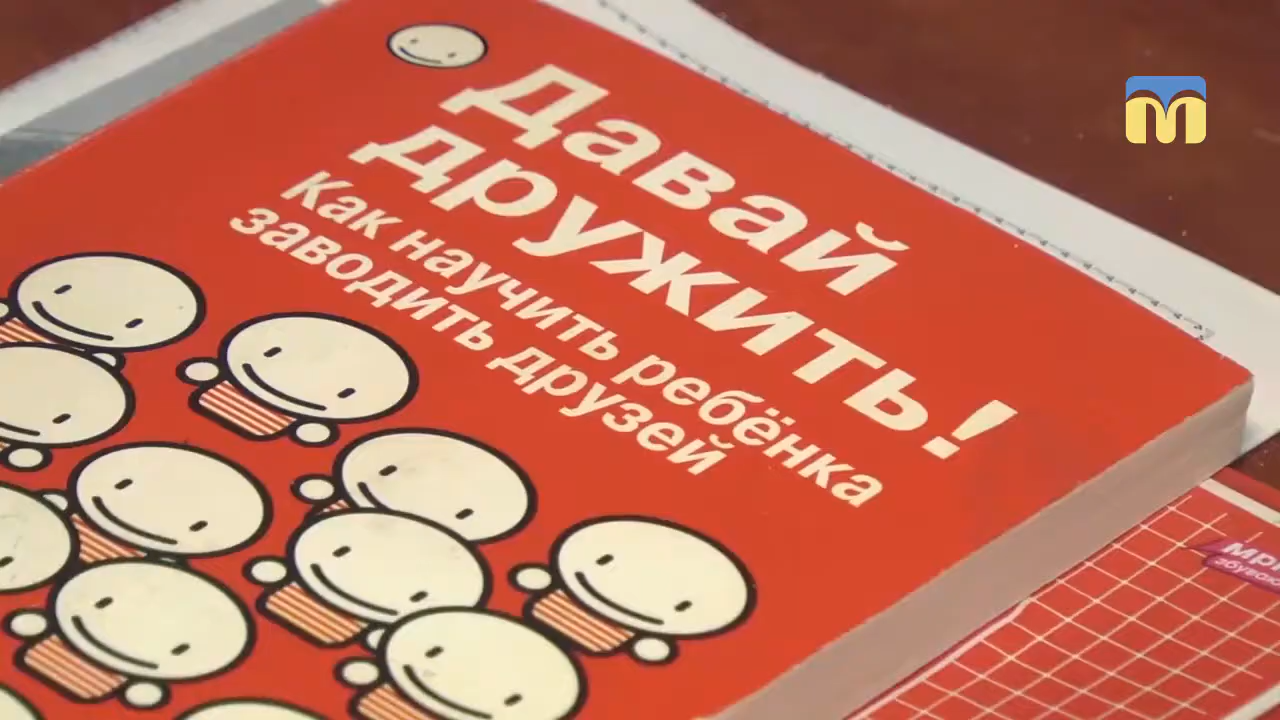 Давай
дружить!
Как научить ребёнка
заводить друзей